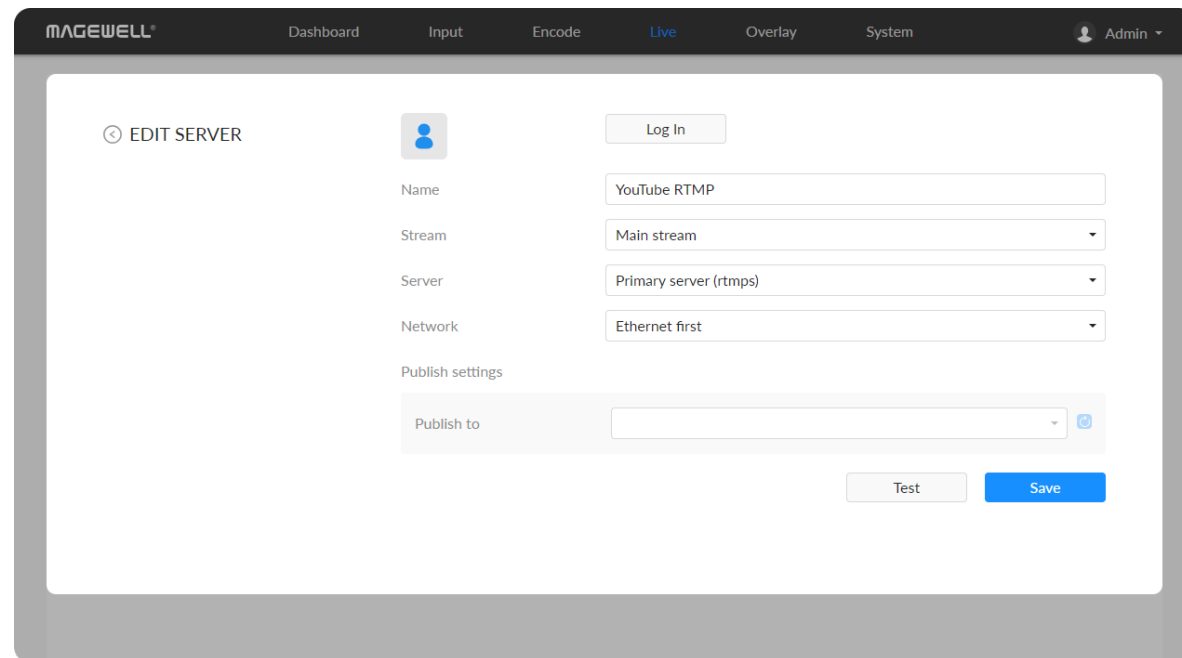 MAGEWELL® Dashboard Input Encode Live Overlay System Admin
EDIT SERVER Log In
Name YouTube RTMP
Stream Main stream
Server Primary server (rtmps)
Network Ethernet first
Publish settings
Publish to
Test Save